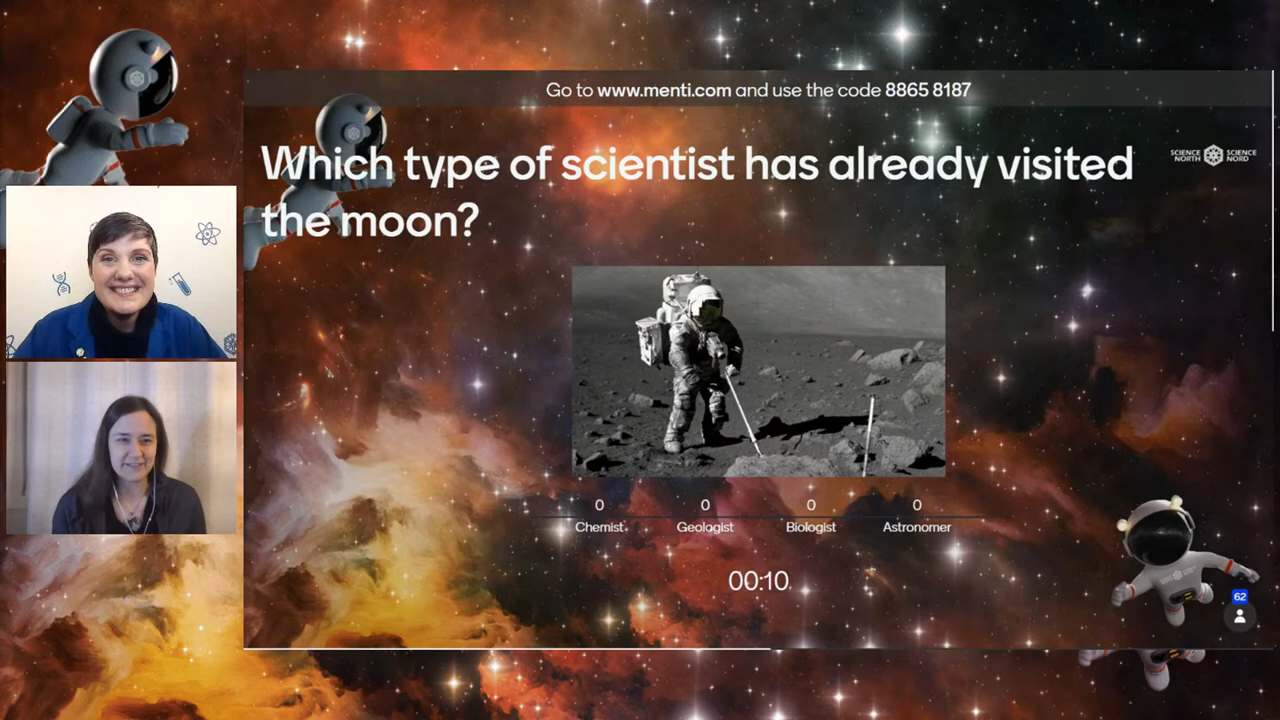 Go to www.menti.com and use the code 8865 8187
Which type of scientist has already visited
the moon?
SCIENCE NORTH SCIENCE NORD
0 0 0 0
Chemist Geologist Biologist Astronomer
00:10
62